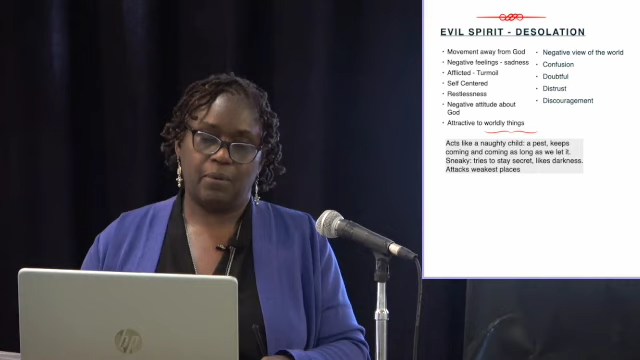 EVIL SPIRIT - DESOLATION
Movement away from God
Negative feelings - sadness
Afflicted - Turmoil
Self Centered
Restlessness
Negative attitude about
God
Attractive to worldly things
Negative view of the world
Confusion
Doubtful
Distrust
Discouragement
Acts like a naughty child: a pest, keeps
coming and coming as long as we let it.
Sneaky: tries to stay secret, likes darkness.
Attacks weakest places
hp